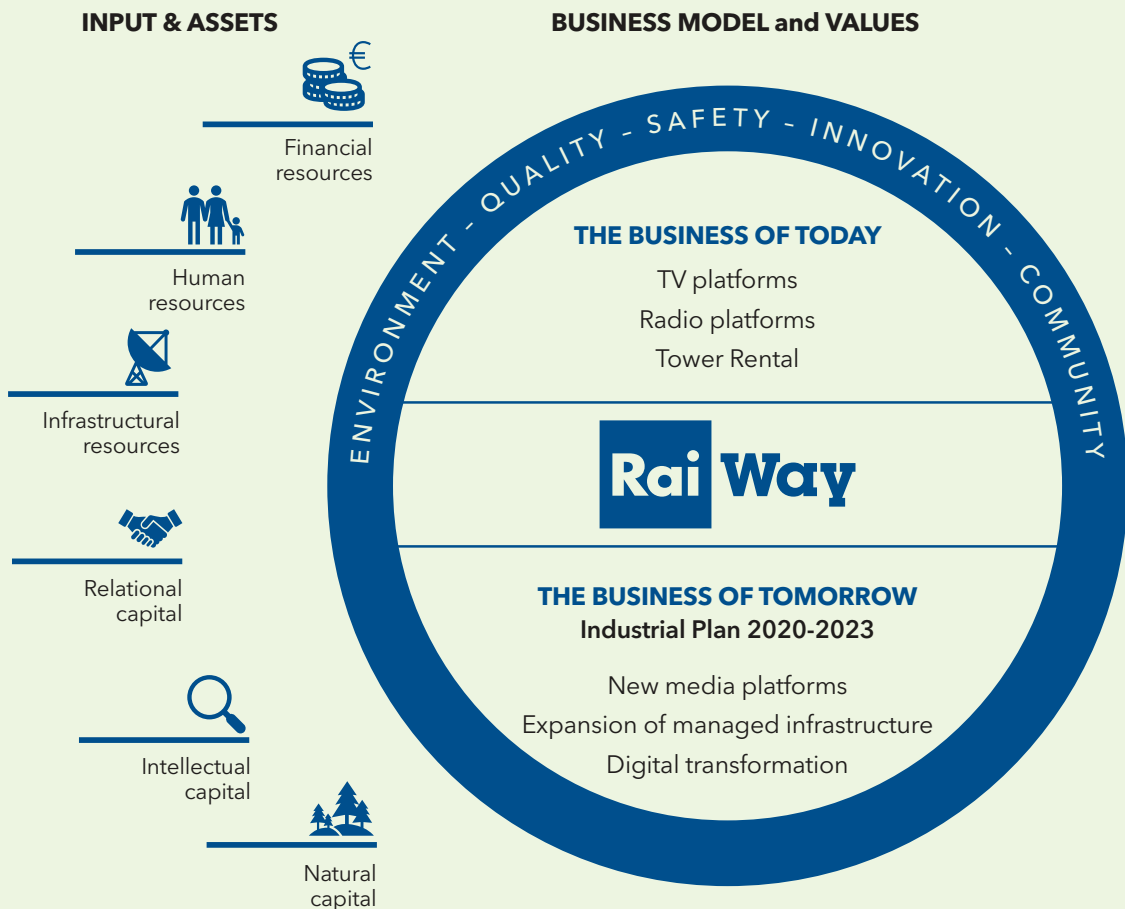 INPUT & ASSETS
€
Financial
resources
Human
resources
Infrastructural
resources
Relational
capital
Intellectual
capital
Natural
capital
BUSINESS MODEL and VALUES
ENVIRONMENT - QUALITY - SAFETY - INNOVATION - COMMUNITY
THE BUSINESS OF TODAY
TV platforms
Radio platforms
Tower Rental
Rai Way
THE BUSINESS OF TOMORROW
Industrial Plan 2020-2023
New media platforms
Expansion of managed infrastructure
Digital transformation